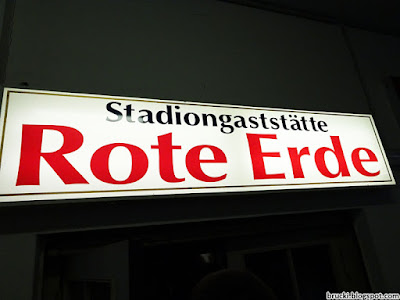 Stadiongaststätte
Rote Erde
brucki.blogspot.com